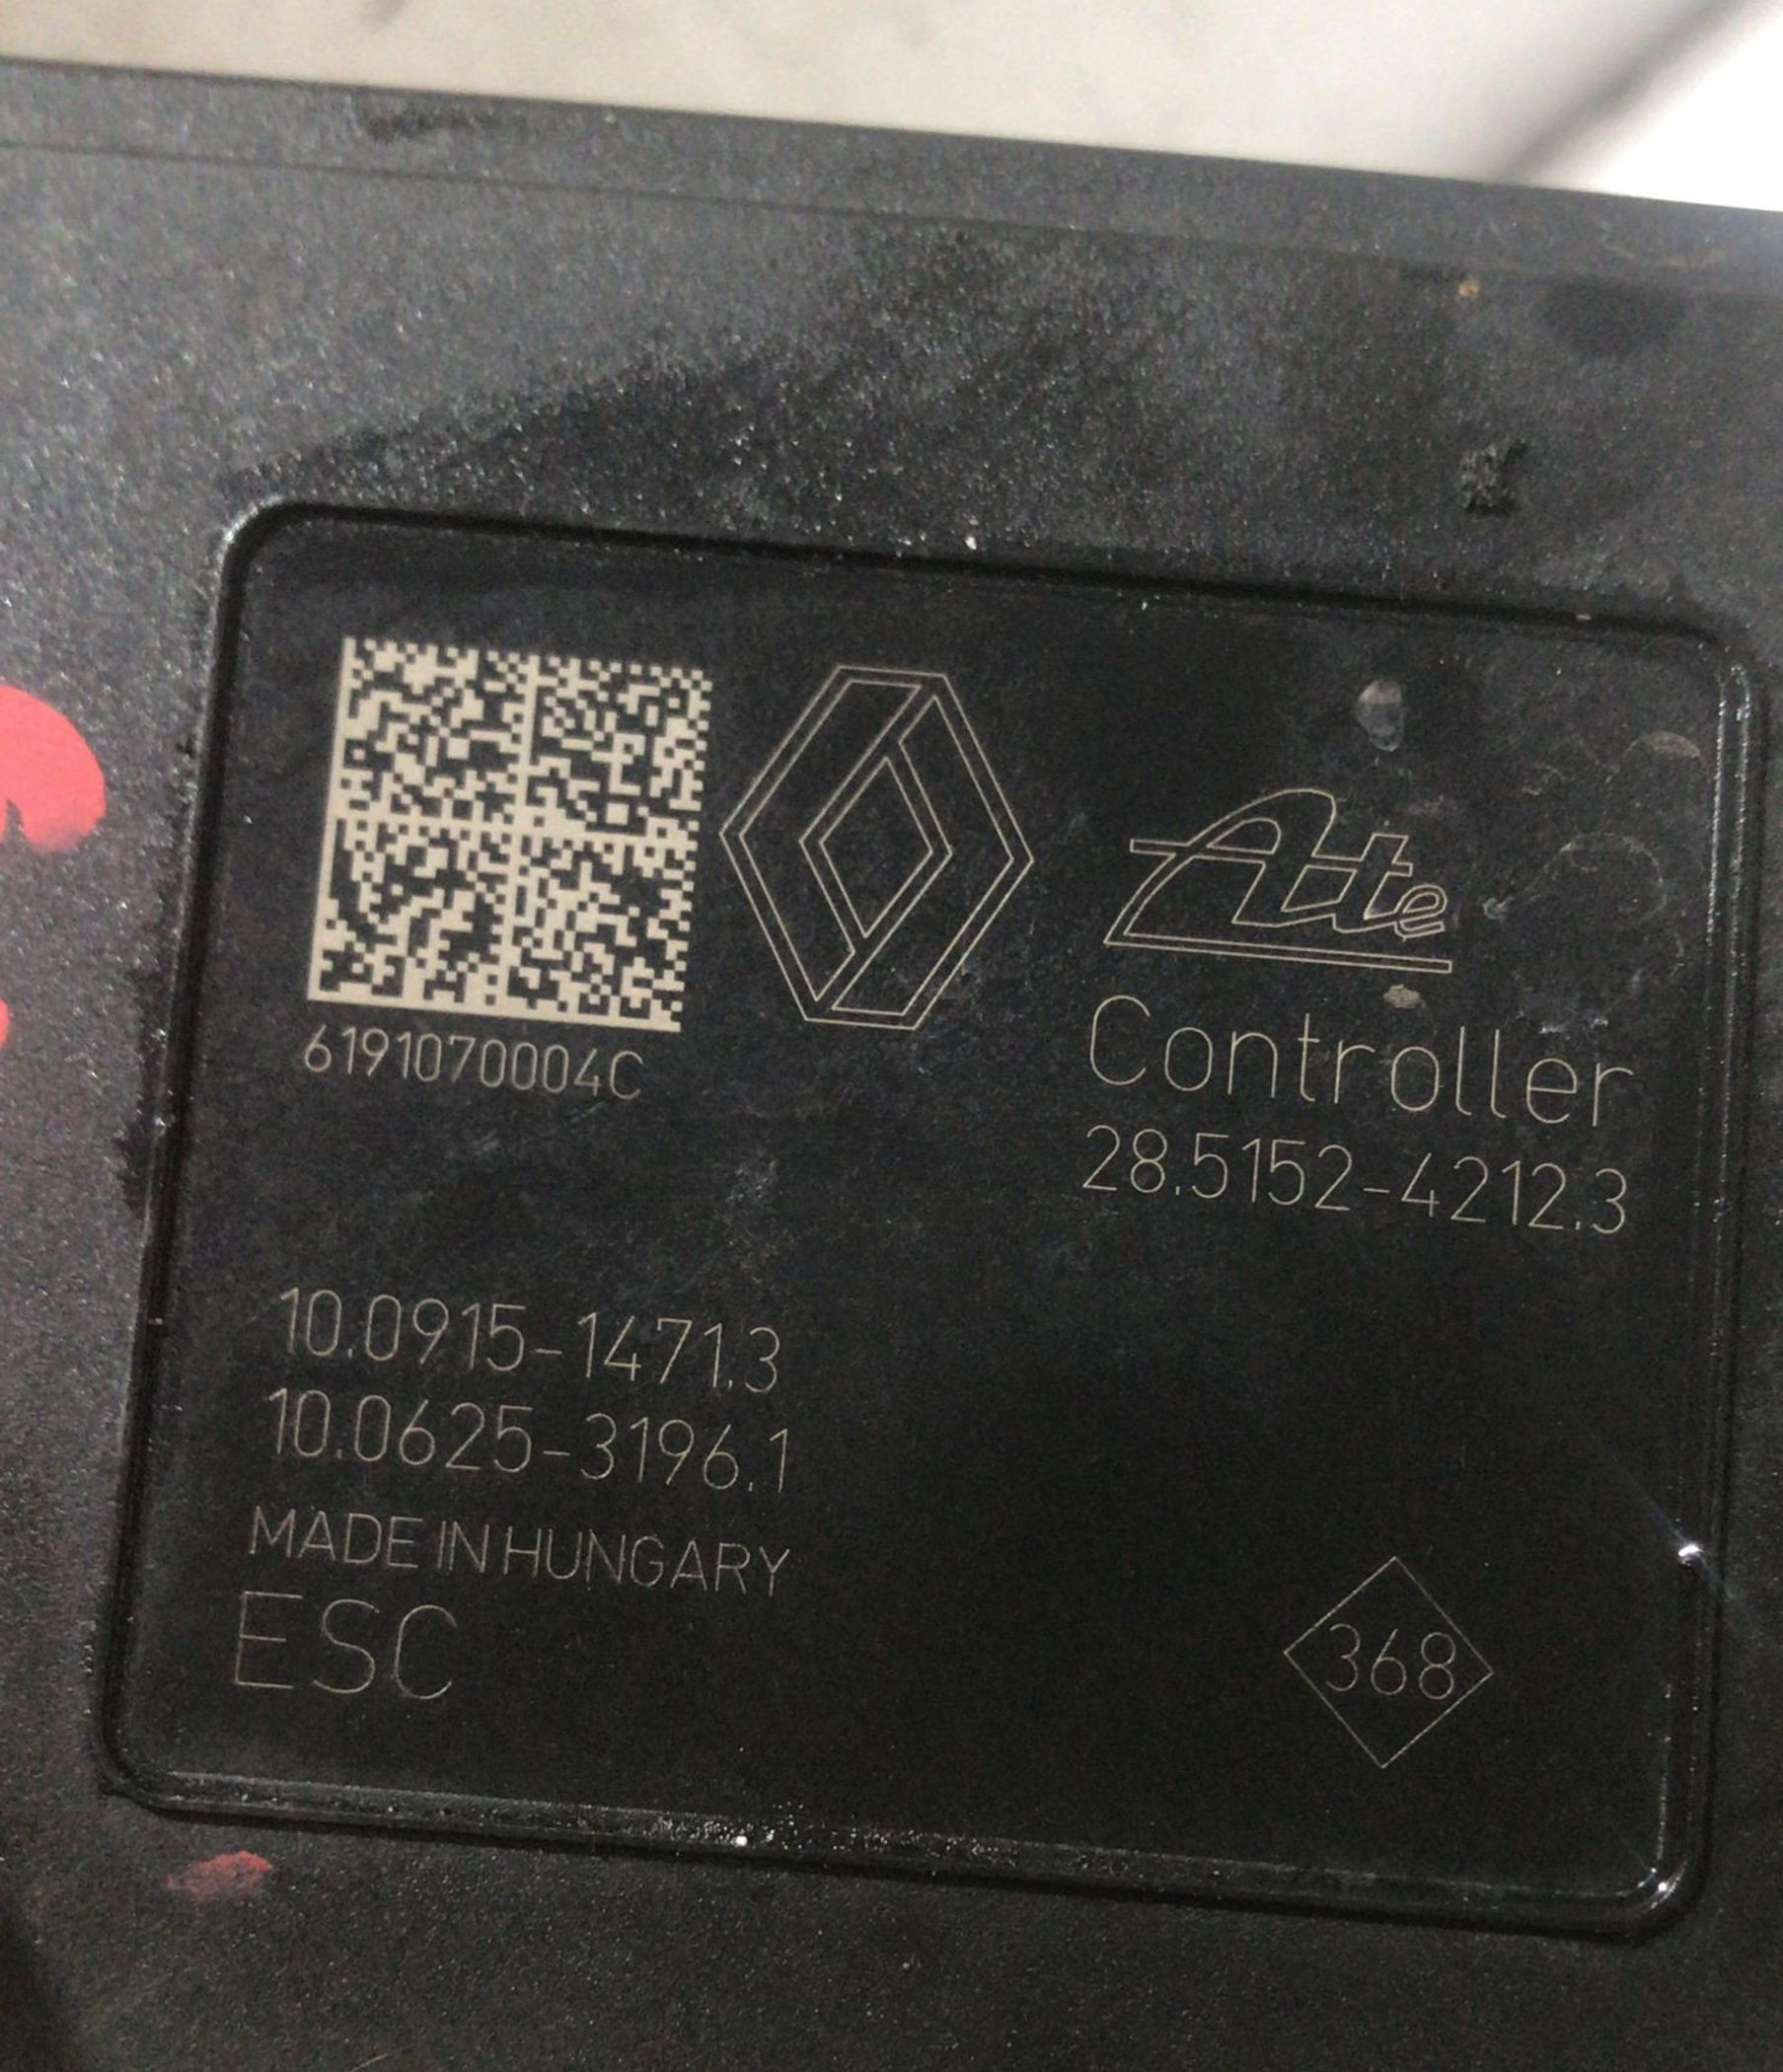 6191070004C
Ate
Controller
28.5152-4212.3
10.0915-1471.3
10.0625-3196.1
MADE IN HUNGARY
ESC
368